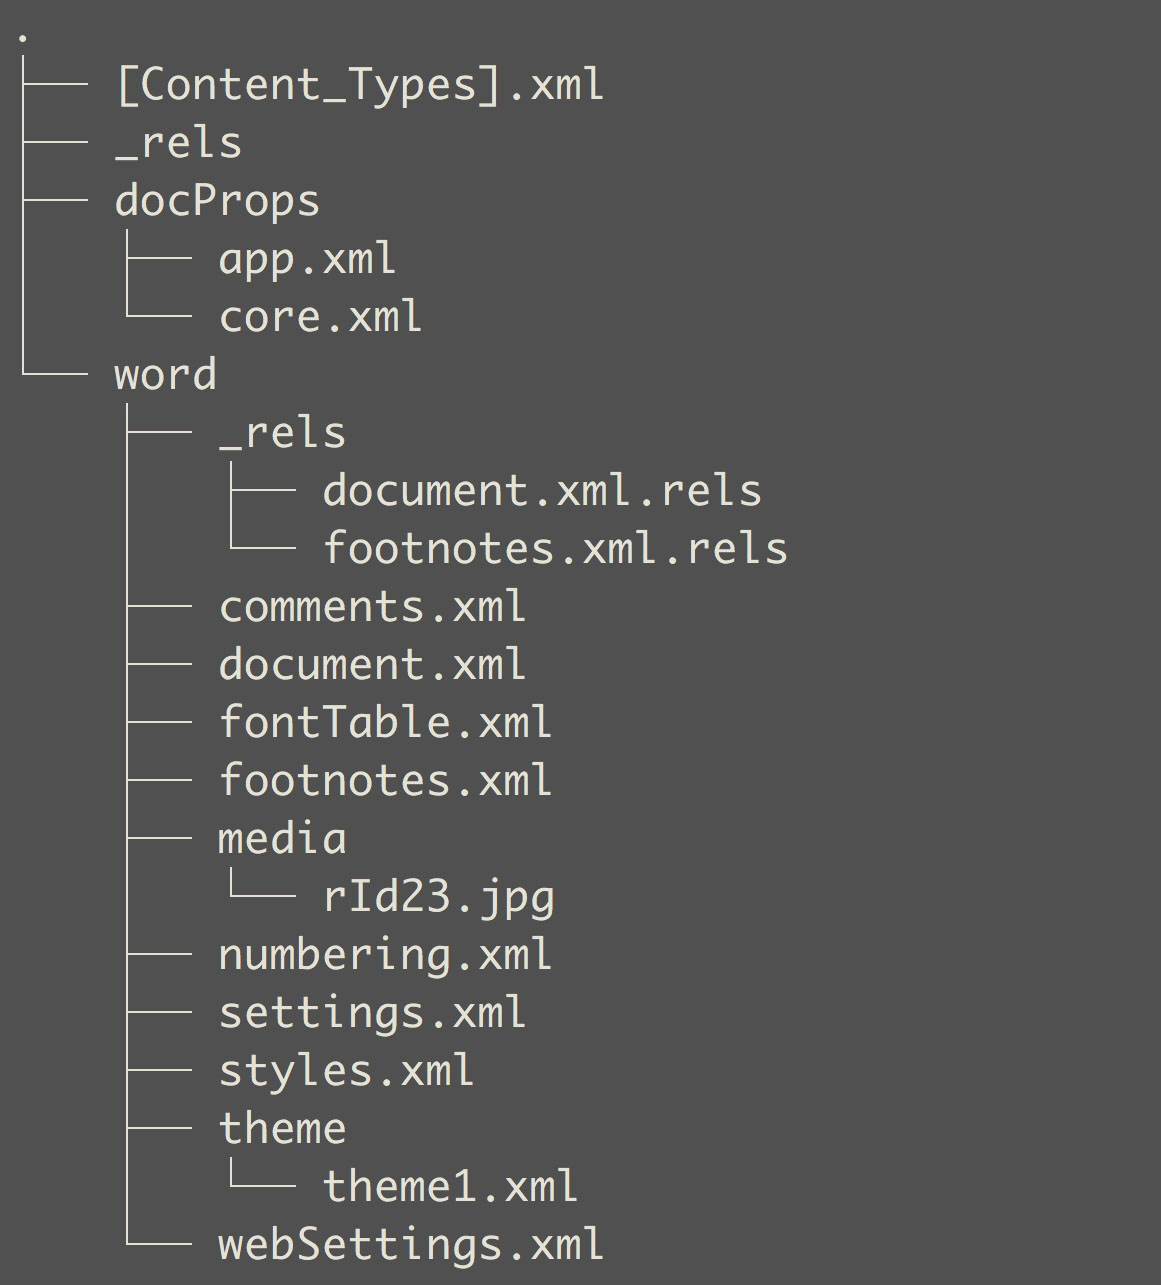 .
├── [Content_Types].xml
├── _rels
├── docProps
│   ├── app.xml
│   └── core.xml
└── word
    ├── _rels
    │   ├── document.xml.rels
    │   └── footnotes.xml.rels
    ├── comments.xml
    ├── document.xml
    ├── fontTable.xml
    ├── footnotes.xml
    ├── media
    │   └── rId23.jpg
    ├── numbering.xml
    ├── settings.xml
    ├── styles.xml
    ├── theme
    │   └── theme1.xml
    └── webSettings.xml